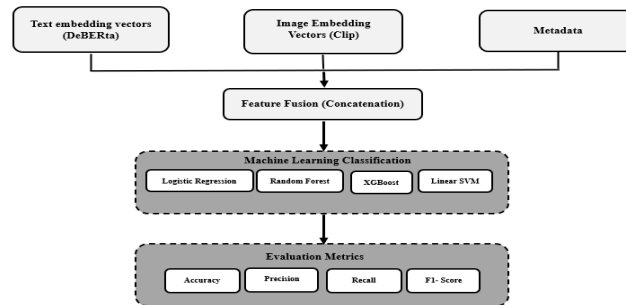 Text embedding vectors
(DeBERta)
Image Embedding
Vectors (Clip)
Metadata
Feature Fusion (Concatenation)
Machine Learning Classification
Logistic Regression
Random Forest
XGBoost
Linear SVM
Evaluation Metrics
Accuracy
Precision
Recall
F1- Score